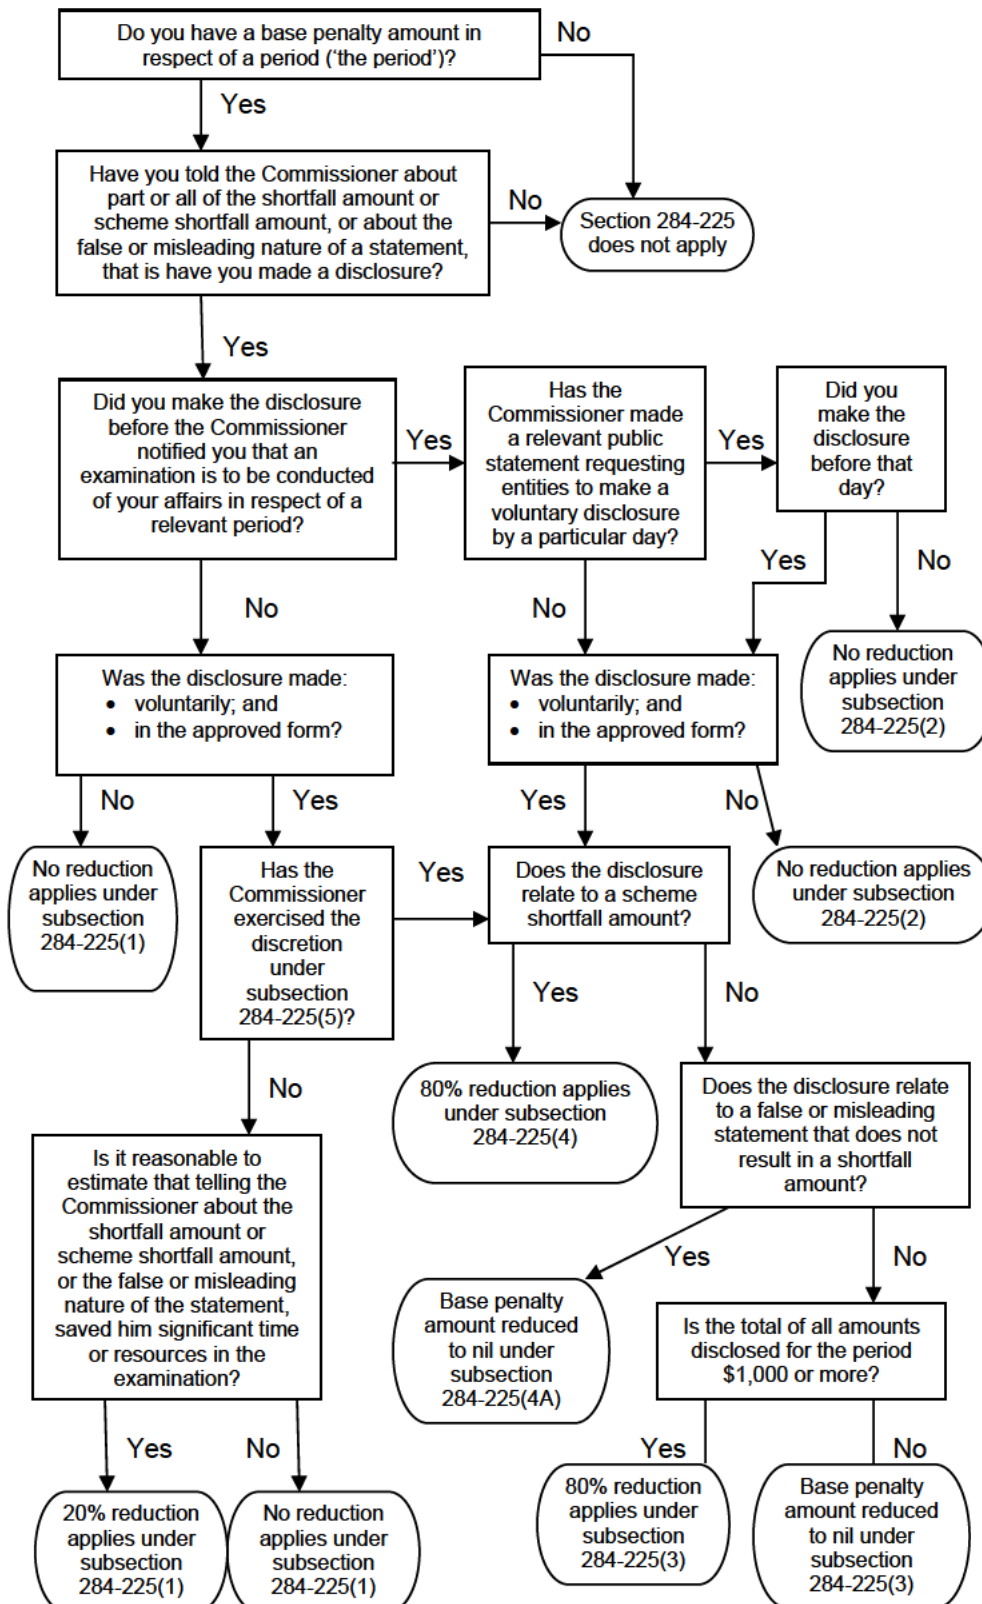 Do you have a base penalty amount in
respect of a period (‘the period’)?
No
Yes
Have you told the Commissioner about
part or all of the shortfall amount or
scheme shortfall amount, or about the
false or misleading nature of a statement,
that is have you made a disclosure?
No
Section 284-225
does not apply
Yes
Did you make the disclosure
before the Commissioner
notified you that an
examination is to be conducted
of your affairs in respect of a
relevant period?
Yes
Has the
Commissioner made
a relevant public
statement requesting
entities to make a
voluntary disclosure
by a particular day?
Yes
Did you
make the
disclosure
before that
day?
No
No
Yes
No
Was the disclosure made:
• voluntarily; and
• in the approved form?
Was the disclosure made:
• voluntarily; and
• in the approved form?
No reduction
applies under
subsection
284-225(2)
No
Yes
Yes
No
No reduction
applies under
subsection
284-225(1)
Has the
Commissioner
exercised the
discretion
under
subsection
284-225(5)?
Yes
Does the disclosure
relate to a scheme
shortfall amount?
No reduction applies
under subsection
284-225(2)
No
Yes
No
80% reduction applies
under subsection
284-225(4)
Does the disclosure relate
to a false or misleading
statement that does not
result in a shortfall
amount?
Is it reasonable to
estimate that telling the
Commissioner about the
shortfall amount or
scheme shortfall amount,
or the false or misleading
nature of the statement,
saved him significant time
or resources in the
examination?
Yes
No
Base penalty
amount reduced
to nil under
subsection
284-225(4A)
Is the total of all amounts
disclosed for the period
$1,000 or more?
Yes
No
Yes
No
20% reduction
applies under
subsection
284-225(1)
No reduction
applies under
subsection
284-225(1)
80% reduction
applies under
subsection
284-225(3)
Base penalty
amount reduced
to nil under
subsection
284-225(3)